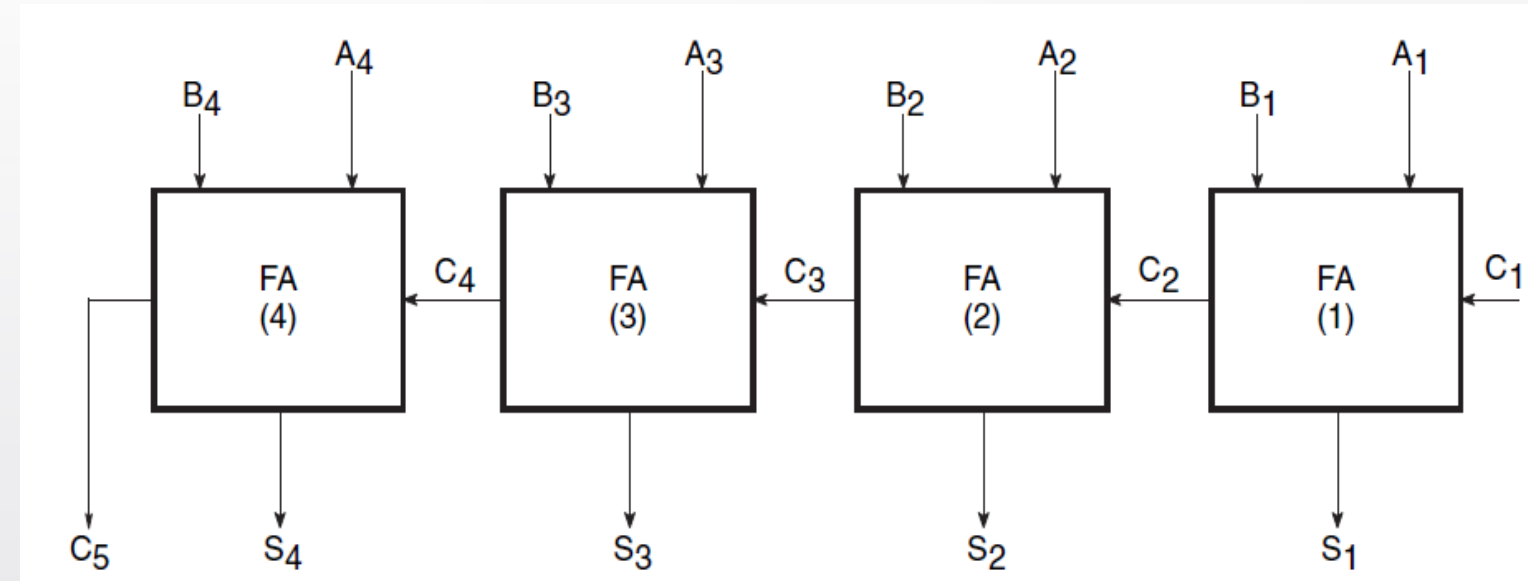 A4 A3 A2 A1
B4 B3 B2 B1
C4 C3 C2 C1
FA FA FA FA
(4) (3) (2) (1)
C5 S4 S3 S2 S1